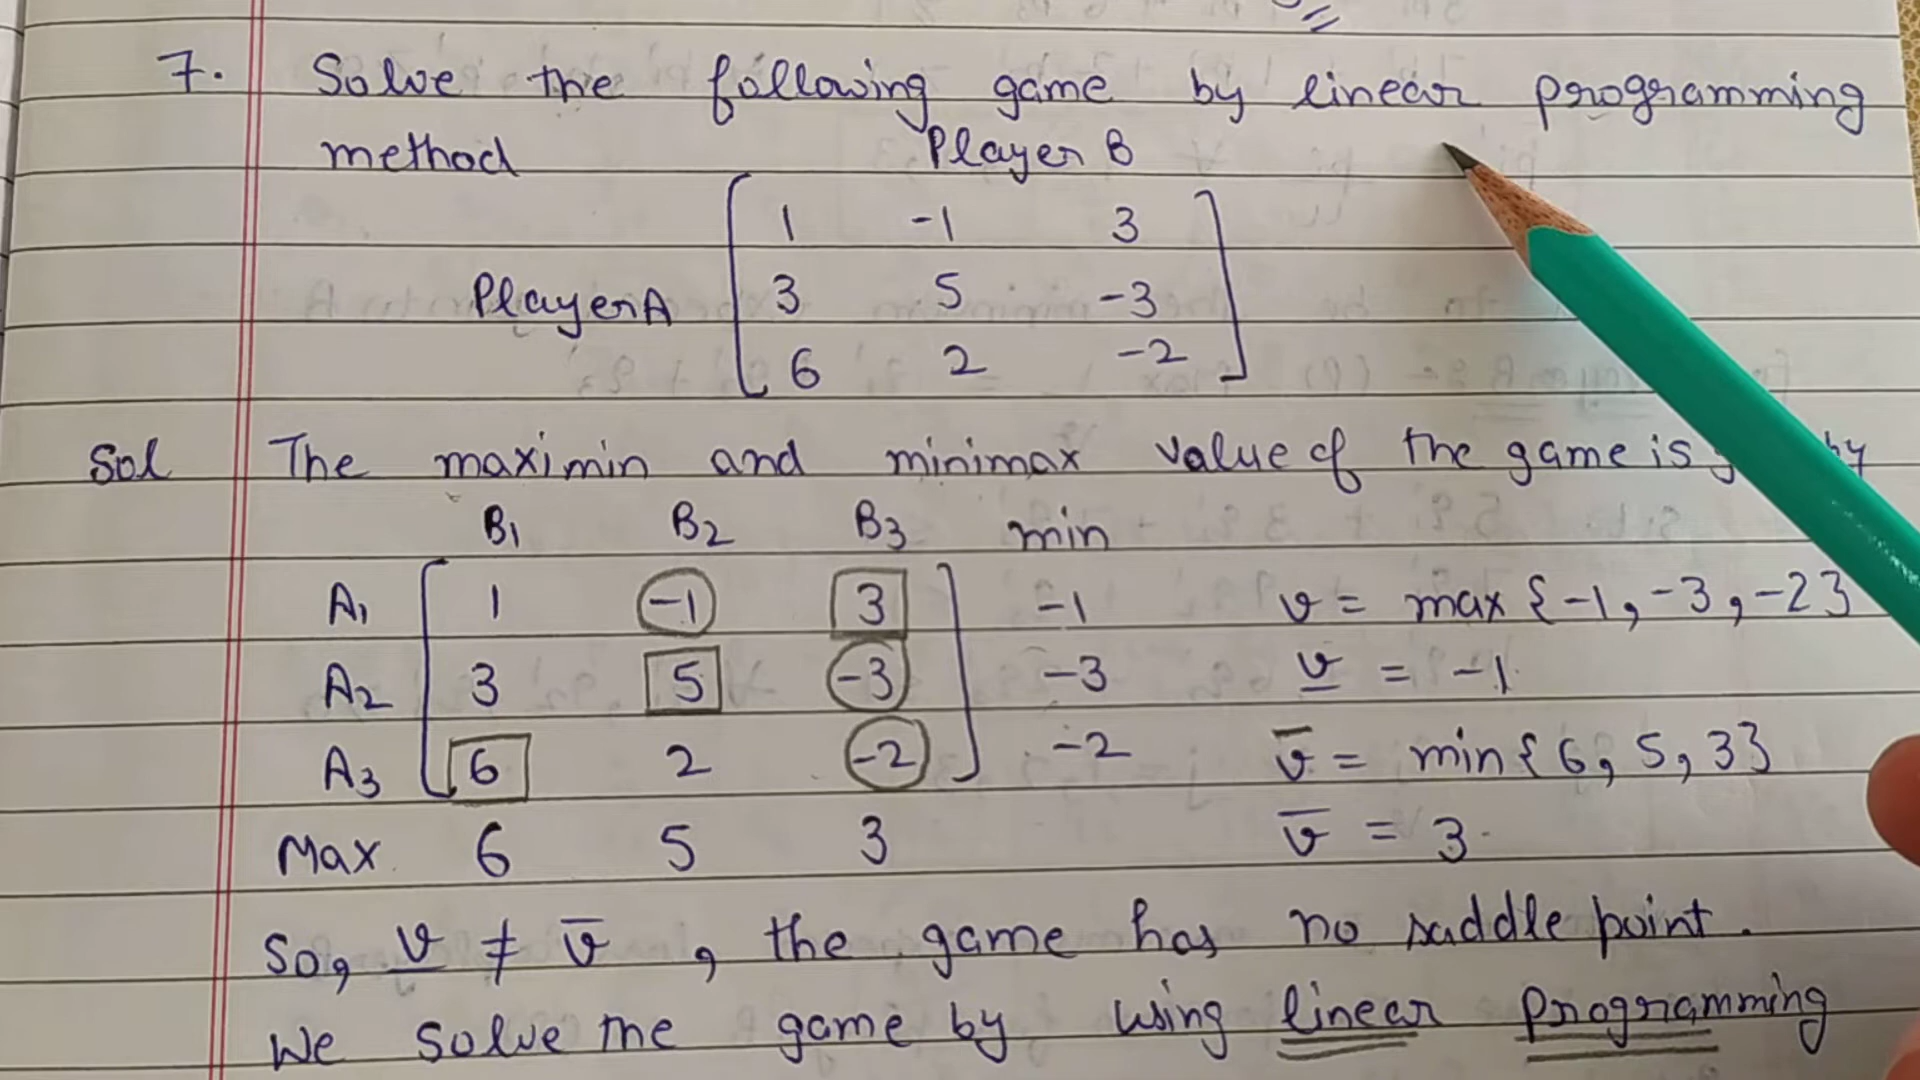 7. Solve the following game by linear programming
method Player B
1 -1 3
Player A 3 5 -3
6 2 -2
Sol The maximin and minimax value of the game is by
B1 B2 B3 min
A1 1 -1 3 -1 v = max {-1, -3, -2}
A2 3 5 -3 -3 v = -1
A3 6 2 -2 -2 v̅ = min {6, 5, 3}
Max 6 5 3 v̅ = 3
So, v ≠ v̅, the game has no saddle point.
We solve the game by using linear programming